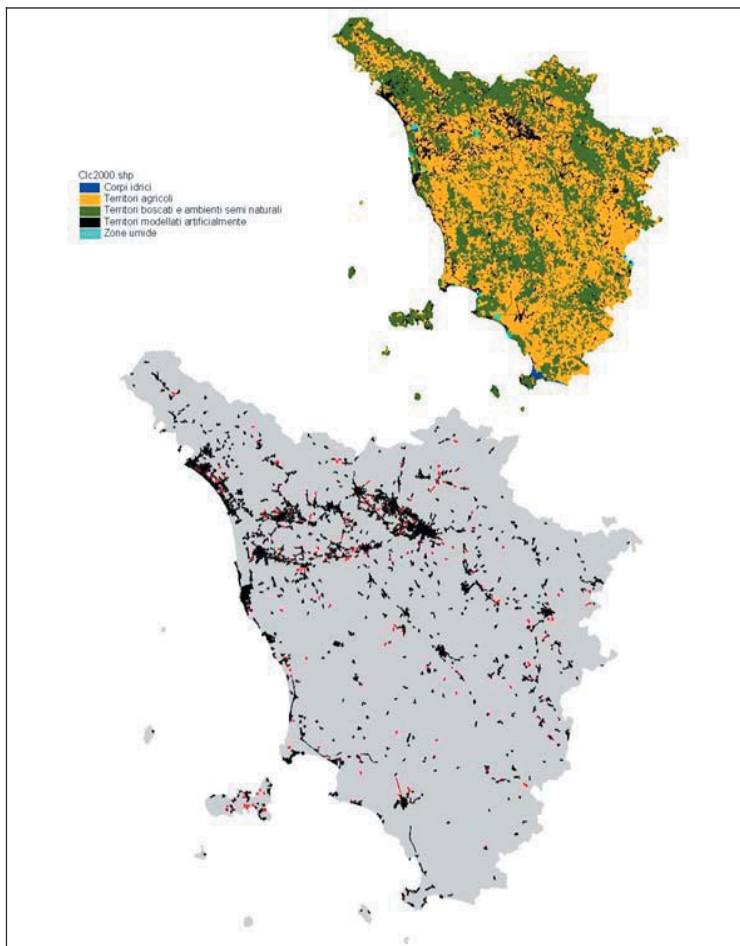 Clc2000.shp
Corpi idrici
Territori agricoli
Territori boscati e ambienti semi naturali
Territori modellati artificialmente
Zone umide